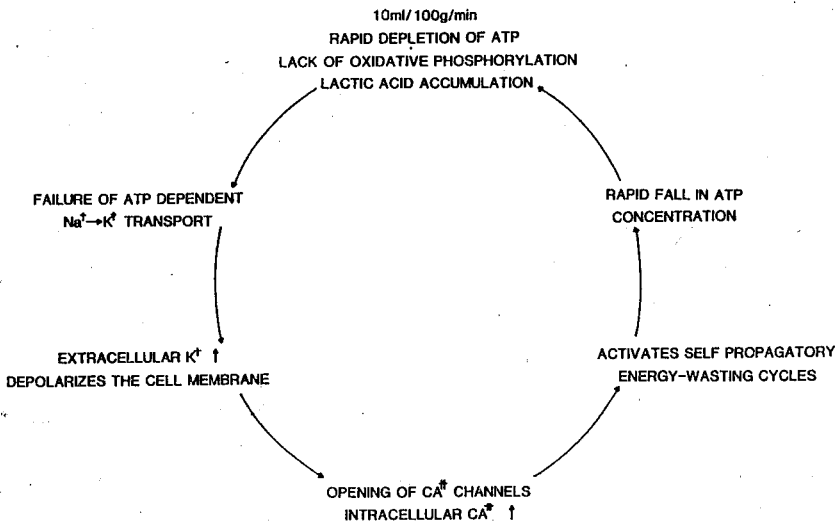 10ml/100g/min
RAPID DEPLETION OF ATP
LACK OF OXIDATIVE PHOSPHORYLATION
LACTIC ACID ACCUMULATION
FAILURE OF ATP DEPENDENT
Na⁺→K⁺ TRANSPORT
EXTRACELLULAR K⁺ ↑
DEPOLARIZES THE CELL MEMBRANE
OPENING OF CA⁺⁺ CHANNELS
INTRACELLULAR CA⁺⁺ ↑
ACTIVATES SELF PROPAGATORY
ENERGY-WASTING CYCLES
RAPID FALL IN ATP
CONCENTRATION